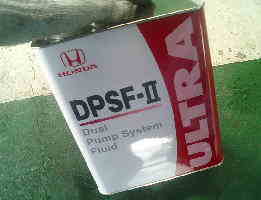 HONDA
DPSF-II
Dual
Pump System
Fluid
ULTRA